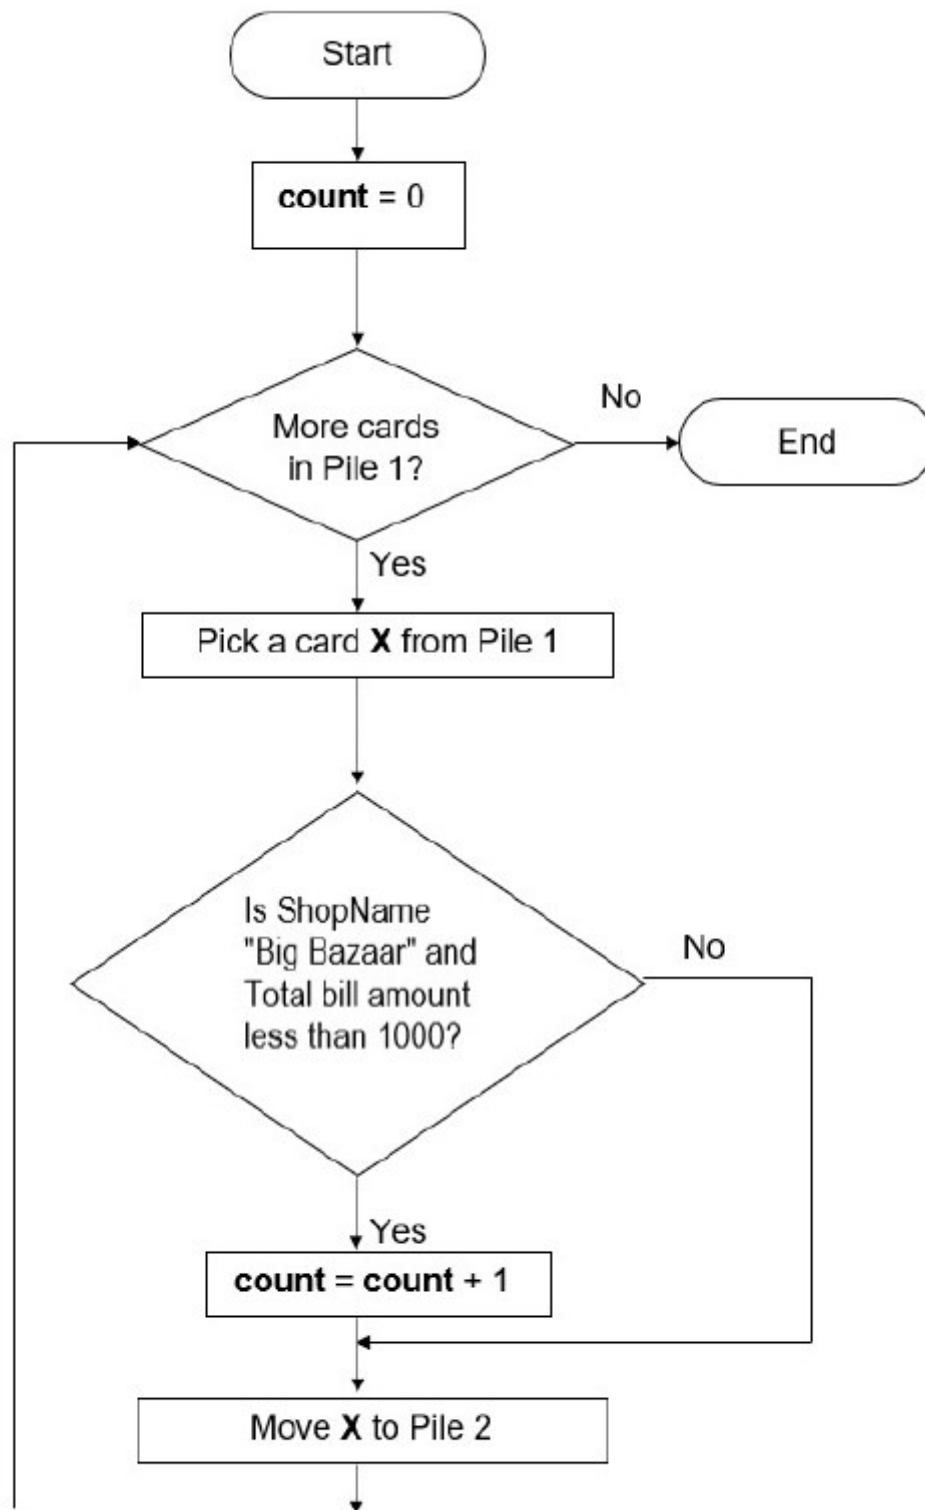 Start
count = 0
More cards
in Pile 1?
No
End
Yes
Pick a card X from Pile 1
Is ShopName
"Big Bazaar" and
Total bill amount
less than 1000?
No
Yes
count = count + 1
Move X to Pile 2